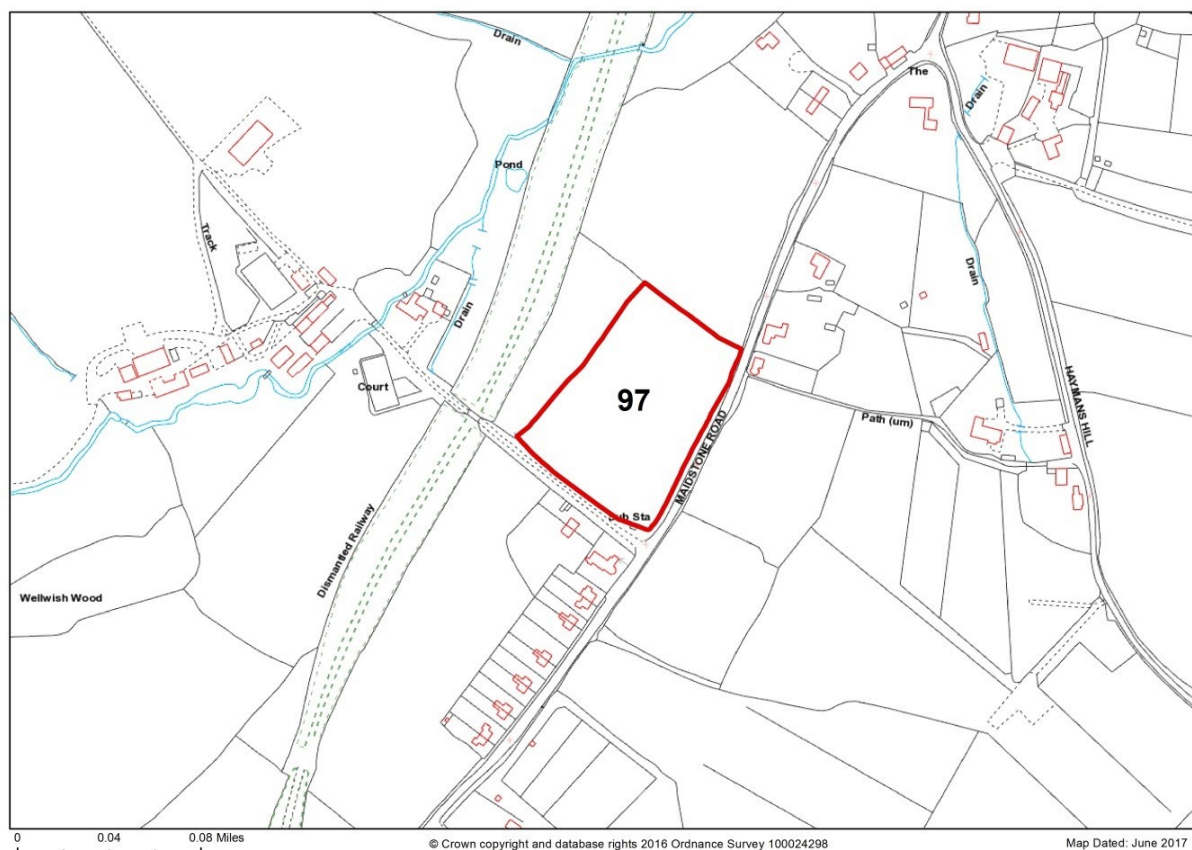 Drain
The
Drain
Pond
Track
Drain
Drain
97
HAYMANS HILL
Court
Path (um)
MAIDSTONE ROAD
Sub Sta
Dismantled Railway
Wellwish Wood
0 0.04 0.08 Miles
© Crown copyright and database rights 2016 Ordnance Survey 100024298
Map Dated: June 2017